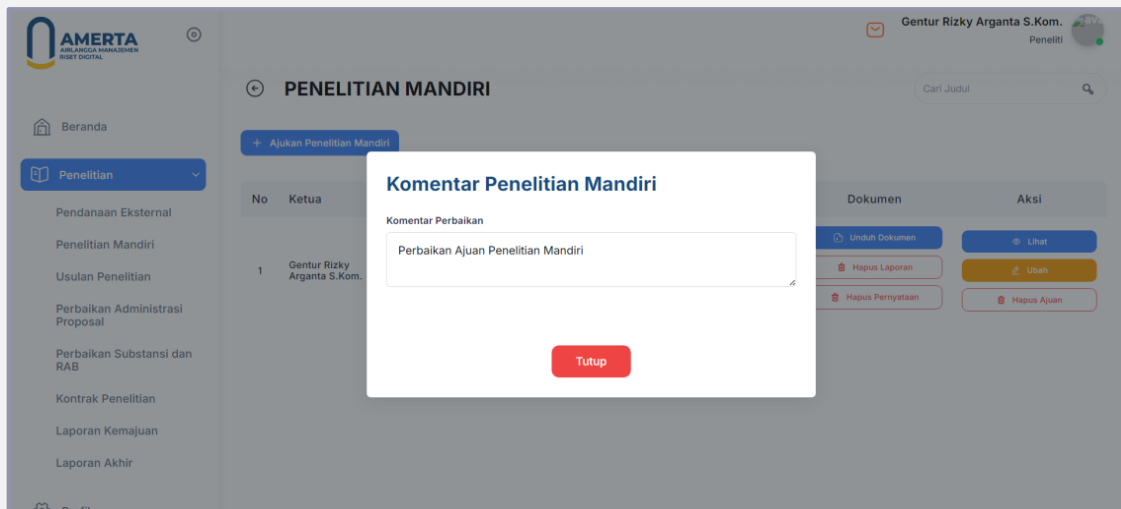 AMERTA
AIRLANGGA MANAJEMEN
RISET DIGITAL
Gentur Rizky Arganta S.Kom.
Peneliti
PENELITIAN MANDIRI
Cari Judul
Beranda
+ Ajukan Penelitian Mandiri
Penelitian
Pendanaan Eksternal
Penelitian Mandiri
Usulan Penelitian
Perbaikan Administrasi
Proposal
Perbaikan Substansi dan
RAB
Kontrak Penelitian
Laporan Kemajuan
Laporan Akhir
No Ketua Dokumen Aksi
1 Gentur Rizky
Arganta S.Kom.
Unduh Dokumen
Hapus Laporan
Hapus Pernyataan
Lihat
Ubah
Hapus Ajuan
Komentar Penelitian Mandiri
Komentar Perbaikan
Perbaikan Ajuan Penelitian Mandiri
Tutup